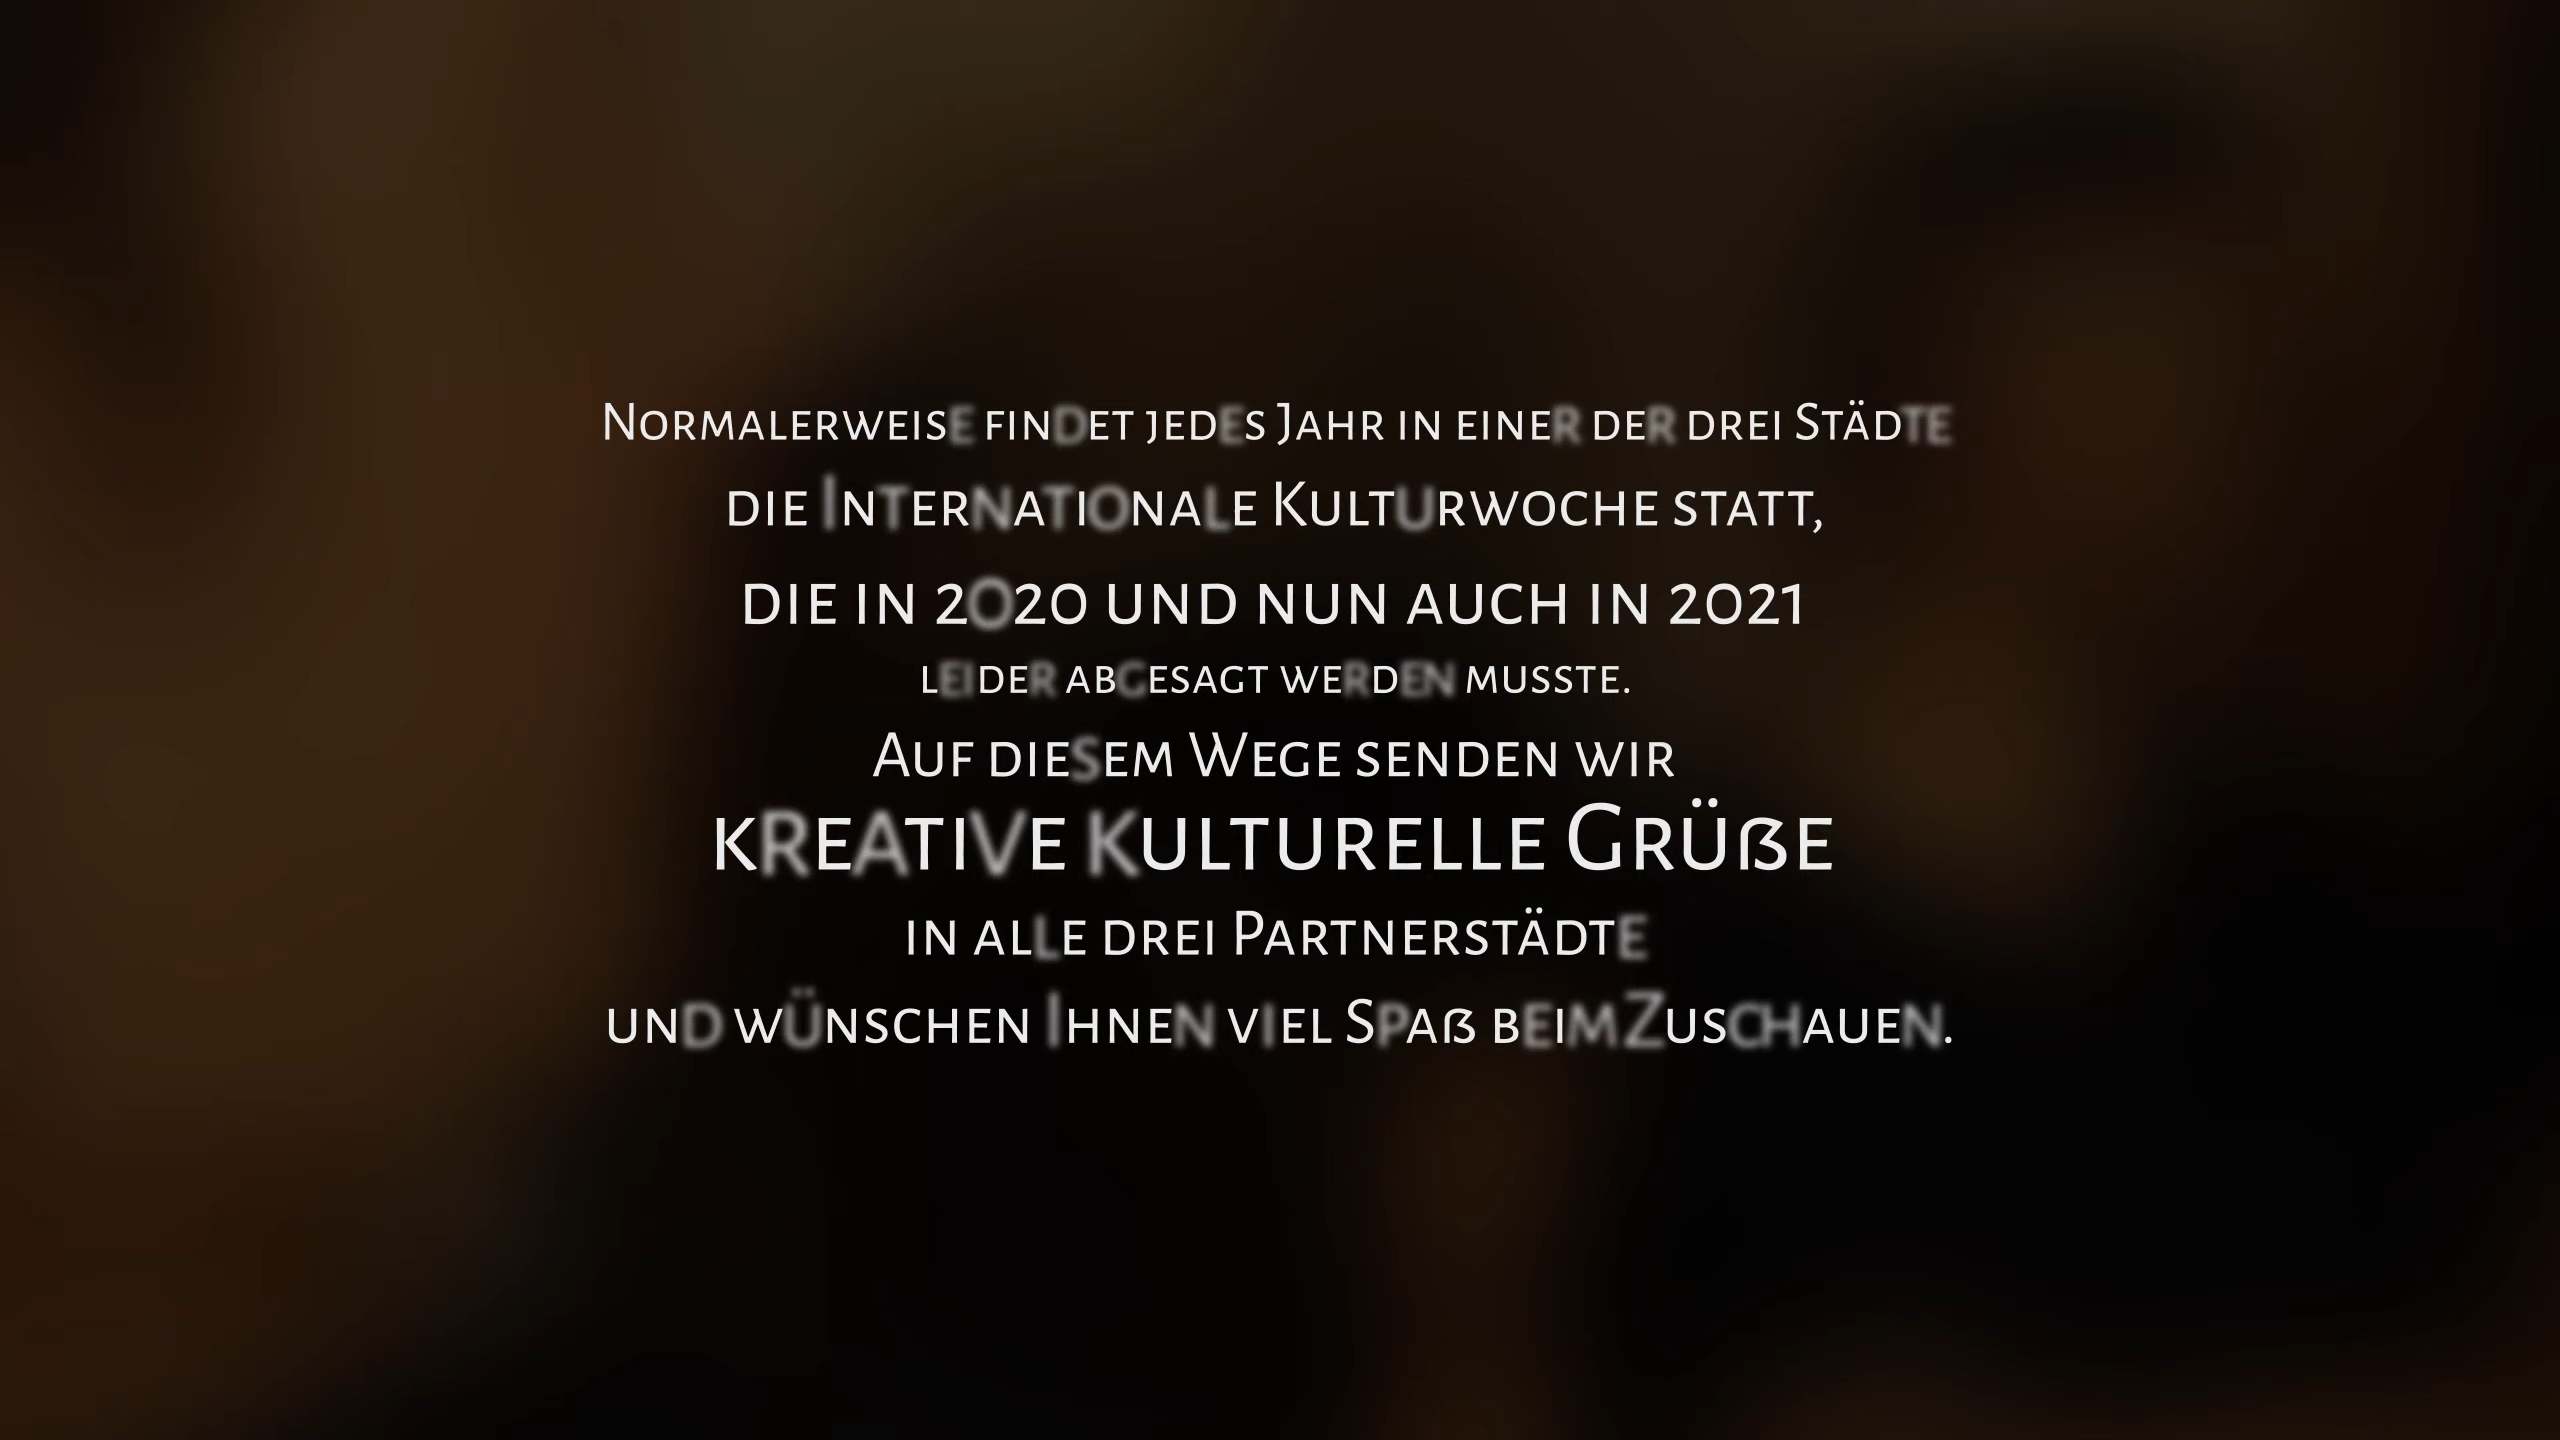 Normalerweise findet jedes Jahr in einer der drei Städte
die Internationale Kulturwoche statt,
die in 2020 und nun auch in 2021
leider abgesagt werden musste.
Auf diesem Wege senden wir
kreative Kulturelle Grüße
in alle drei Partnerstädte
und wünschen Ihnen viel Spaß beim Zuschauen.